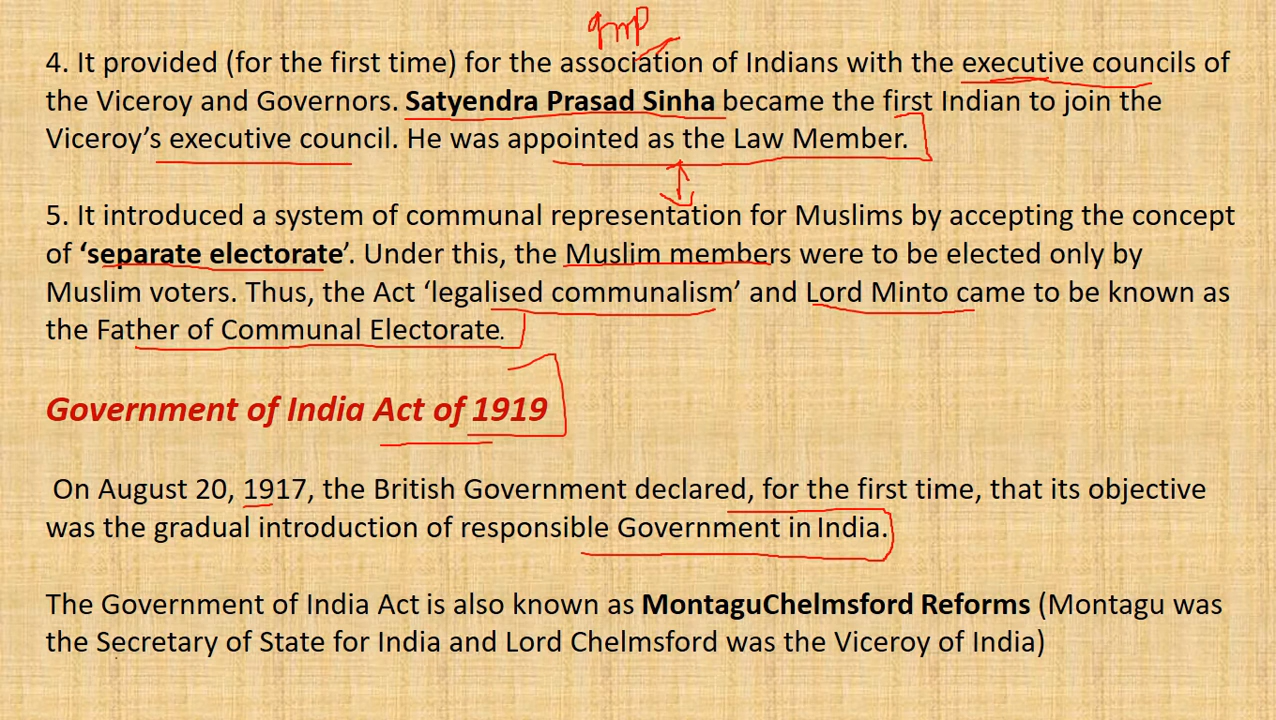 Imp
4. It provided (for the first time) for the association of Indians with the executive councils of
the Viceroy and Governors. Satyendra Prasad Sinha became the first Indian to join the
Viceroy’s executive council. He was appointed as the Law Member.
5. It introduced a system of communal representation for Muslims by accepting the concept
of ‘separate electorate’. Under this, the Muslim members were to be elected only by
Muslim voters. Thus, the Act ‘legalised communalism’ and Lord Minto came to be known as
the Father of Communal Electorate.
Government of India Act of 1919
On August 20, 1917, the British Government declared, for the first time, that its objective
was the gradual introduction of responsible Government in India.
The Government of India Act is also known as MontaguChelmsford Reforms (Montagu was
the Secretary of State for India and Lord Chelmsford was the Viceroy of India)